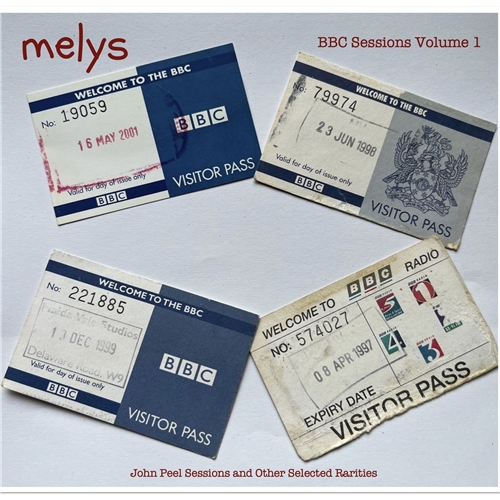 melys
BBC Sessions Volume 1
WELCOME TO THE BBC
No: 19059
16 MAY 2001
Valid for day of issue only
BBC
BBC
VISITOR PASS
WELCOME TO THE BBC
No: 79974
23 JUN 1998
Valid for day of issue only
BBC
VISITOR PASS
WELCOME TO THE BBC
No: 221885
Maida Vale Studios
13 DEC 1999
Delaware Road, W9
Valid for day of issue only
BBC
BBC
VISITOR PASS
WELCOME TO BBC RADIO
NO: 574027
08 APR 1997
EXPIRY DATE
VISITOR PASS
1
5
4
3
John Peel Sessions and Other Selected Rarities